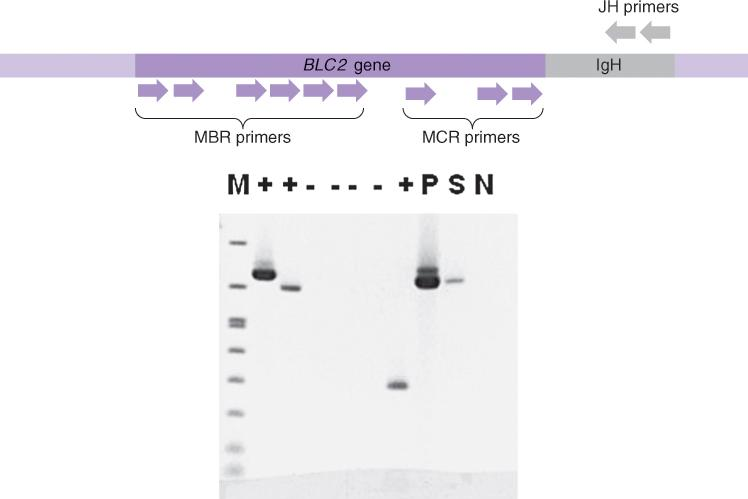 JH primers
BLC2 gene
IgH
MBR primers
MCR primers
M + + - - - - + P S N